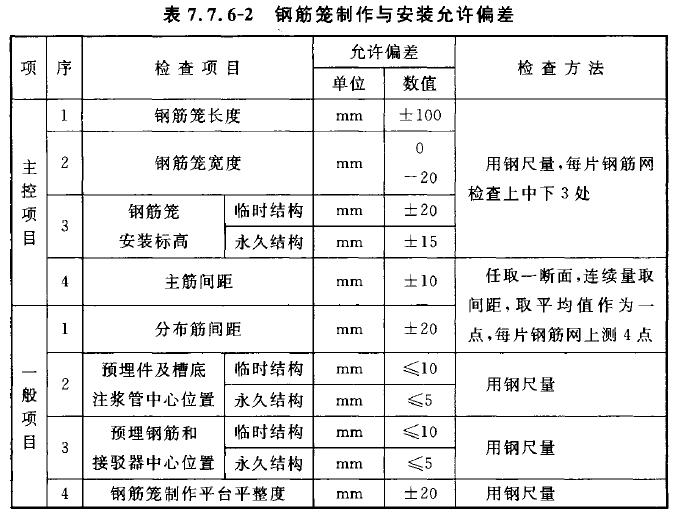 表 7.7.6-2 钢筋笼制作与安装允许偏差
项 序 检查项目 允许偏差 检查方法
单位 数值
主控项目
1 钢筋笼长度 mm ±100
2 钢筋笼宽度 mm 0
-20
用钢尺量,每片钢筋网
检查上中下3处
3 钢筋笼
安装标高
临时结构 mm ±20
永久结构 mm ±15
4 主筋间距 mm ±10
任取一断面,连续量取
间距,取平均值作为一
点,每片钢筋网上测4点
一般项目
1 分布筋间距 mm ±20
2 预埋件及槽底
注浆管中心位置
临时结构 mm ≤10
永久结构 mm ≤5
用钢尺量
3 预埋钢筋和
接驳器中心位置
临时结构 mm ≤10
永久结构 mm ≤5
用钢尺量
4 钢筋笼制作平台平整度 mm ±20 用钢尺量